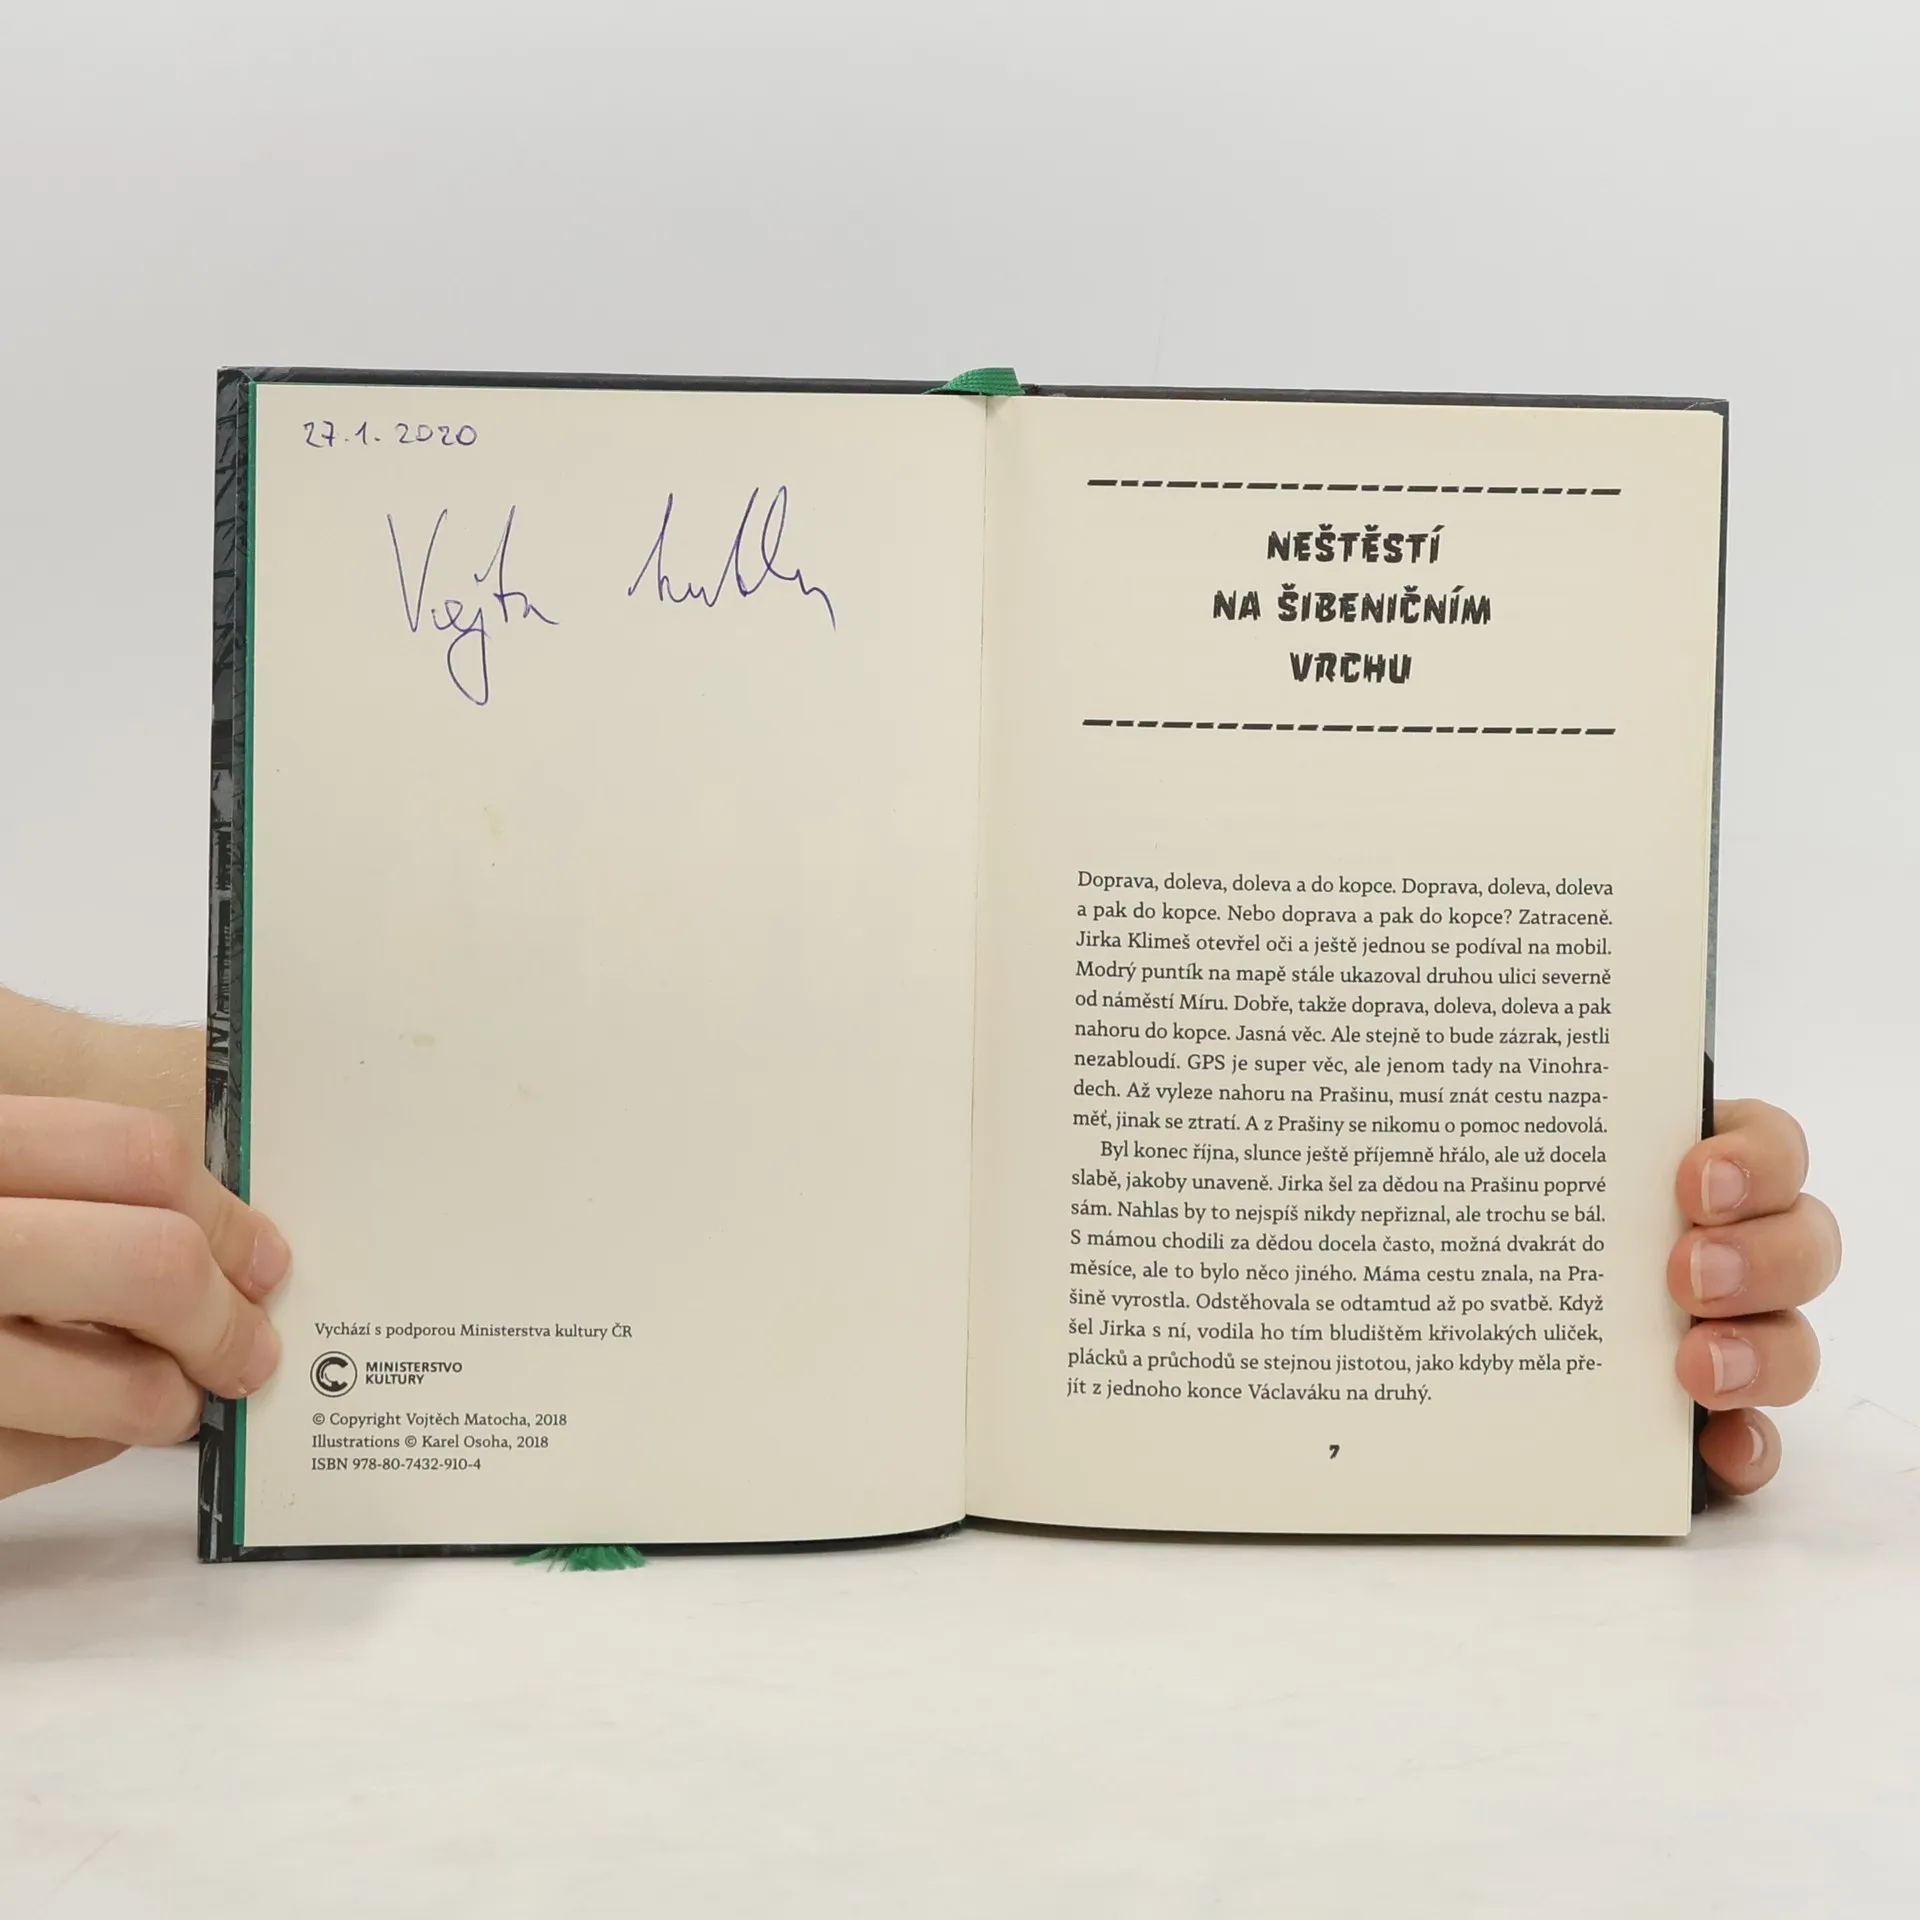 27.1. 2020
Vojta
Vychází s podporou Ministerstva kultury ČR
MINISTERSTVO
KULTURY
© Copyright Vojtěch Matocha, 2018
Illustrations © Karel Osoha, 2018
ISBN 978-80-7432-910-4
NEŠTĚSTÍ
NA ŠIBENIČNÍM
VRCHU
Doprava, doleva, doleva a do kopce. Doprava, doleva, doleva
a pak do kopce. Nebo doprava a pak do kopce? Zatraceně.
Jirka Klimeš otevřel oči a ještě jednou se podíval na mobil.
Modrý puntík na mapě stále ukazoval druhou ulici severně
od náměstí Míru. Dobře, takže doprava, doleva, doleva a pak
nahoru do kopce. Jasná věc. Ale stejně to bude zázrak, jestli
nezabloudí. GPS je super věc, ale jenom tady na Vinohra-
dech. Až vyleze nahoru na Prašinu, musí znát cestu nazpa-
měť, jinak se ztratí. A z Prašiny se nikomu o pomoc nedovolá.
Byl konec října, slunce ještě příjemně hřálo, ale už docela
slabě, jakoby unaveně. Jirka šel za dědou na Prašinu poprvé
sám. Nahlas by to nejspíš nikdy nepřiznal, ale trochu se bál.
S mámou chodili za dědou docela často, možná dvakrát do
měsíce, ale to bylo něco jiného. Máma cestu znala, na Pra-
šině vyrostla. Odstěhovala se odtamtud až po svatbě. Když
šel Jirka s ní, vodila ho tím bludištěm křivolakých uliček,
plácků a průchodů se stejnou jistotou, jako kdyby měla pře-
jít z jednoho konce Václaváku na druhý.
7